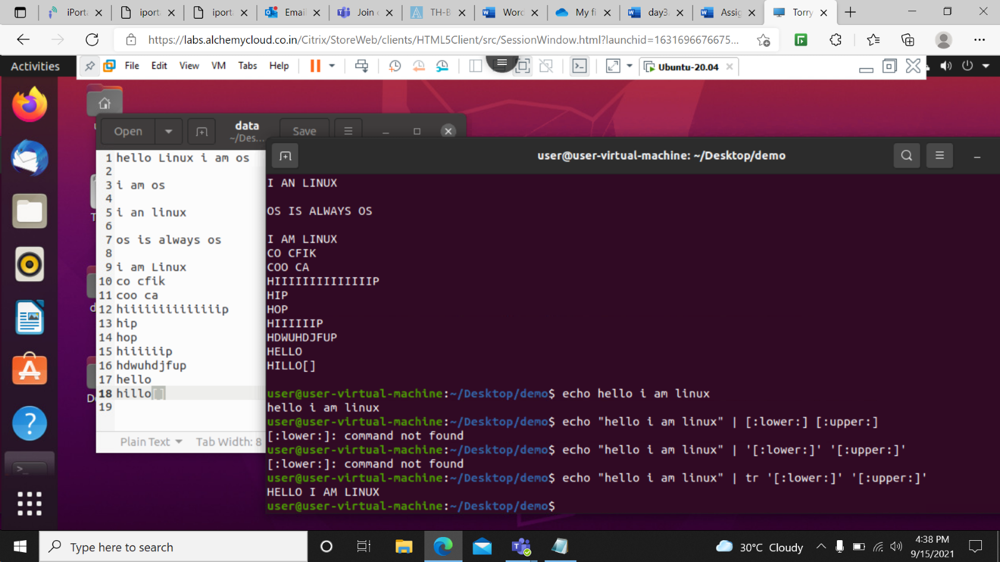 iPorta
iporta
iporta
Email
Join
TH-B
Word
My fi
day3
Assig
Torry
https://labs.alchemycloud.co.in/Citrix/StoreWeb/clients/HTML5Client/src/SessionWindow.html?launchid=1631696676675...
Activities
File Edit View VM Tabs Help
Ubuntu-20.04
Open
data
~/Des...
Save
user@user-virtual-machine: ~/Desktop/demo
1 hello Linux i am os
2
3 i am os
4
5 i an linux
6
7 os is always os
8
9 i am Linux
10 co cfik
11 coo ca
12 hiiiiiiiiiiiiiip
13 hip
14 hop
15 hiiiiiip
16 hdwuhdjfup
17 hello
18 hillo[]
19
Plain Text Tab Width: 8
I AN LINUX
OS IS ALWAYS OS
I AM LINUX
CO CFIK
COO CA
HIIIIIIIIIIIIIIP
HIP
HOP
HIIIIIIP
HDWUHDJFUP
HELLO
HILLO[]
user@user-virtual-machine:~/Desktop/demo$ echo hello i am linux
hello i am linux
user@user-virtual-machine:~/Desktop/demo$ echo "hello i am linux" | [:lower:] [:upper:]
[:lower:]: command not found
user@user-virtual-machine:~/Desktop/demo$ echo "hello i am linux" | '[:lower:]' '[:upper:]'
[:lower:]: command not found
user@user-virtual-machine:~/Desktop/demo$ echo "hello i am linux" | tr '[:lower:]' '[:upper:]'
HELLO I AM LINUX
user@user-virtual-machine:~/Desktop/demo$
Type here to search
30°C Cloudy
4:38 PM
9/15/2021